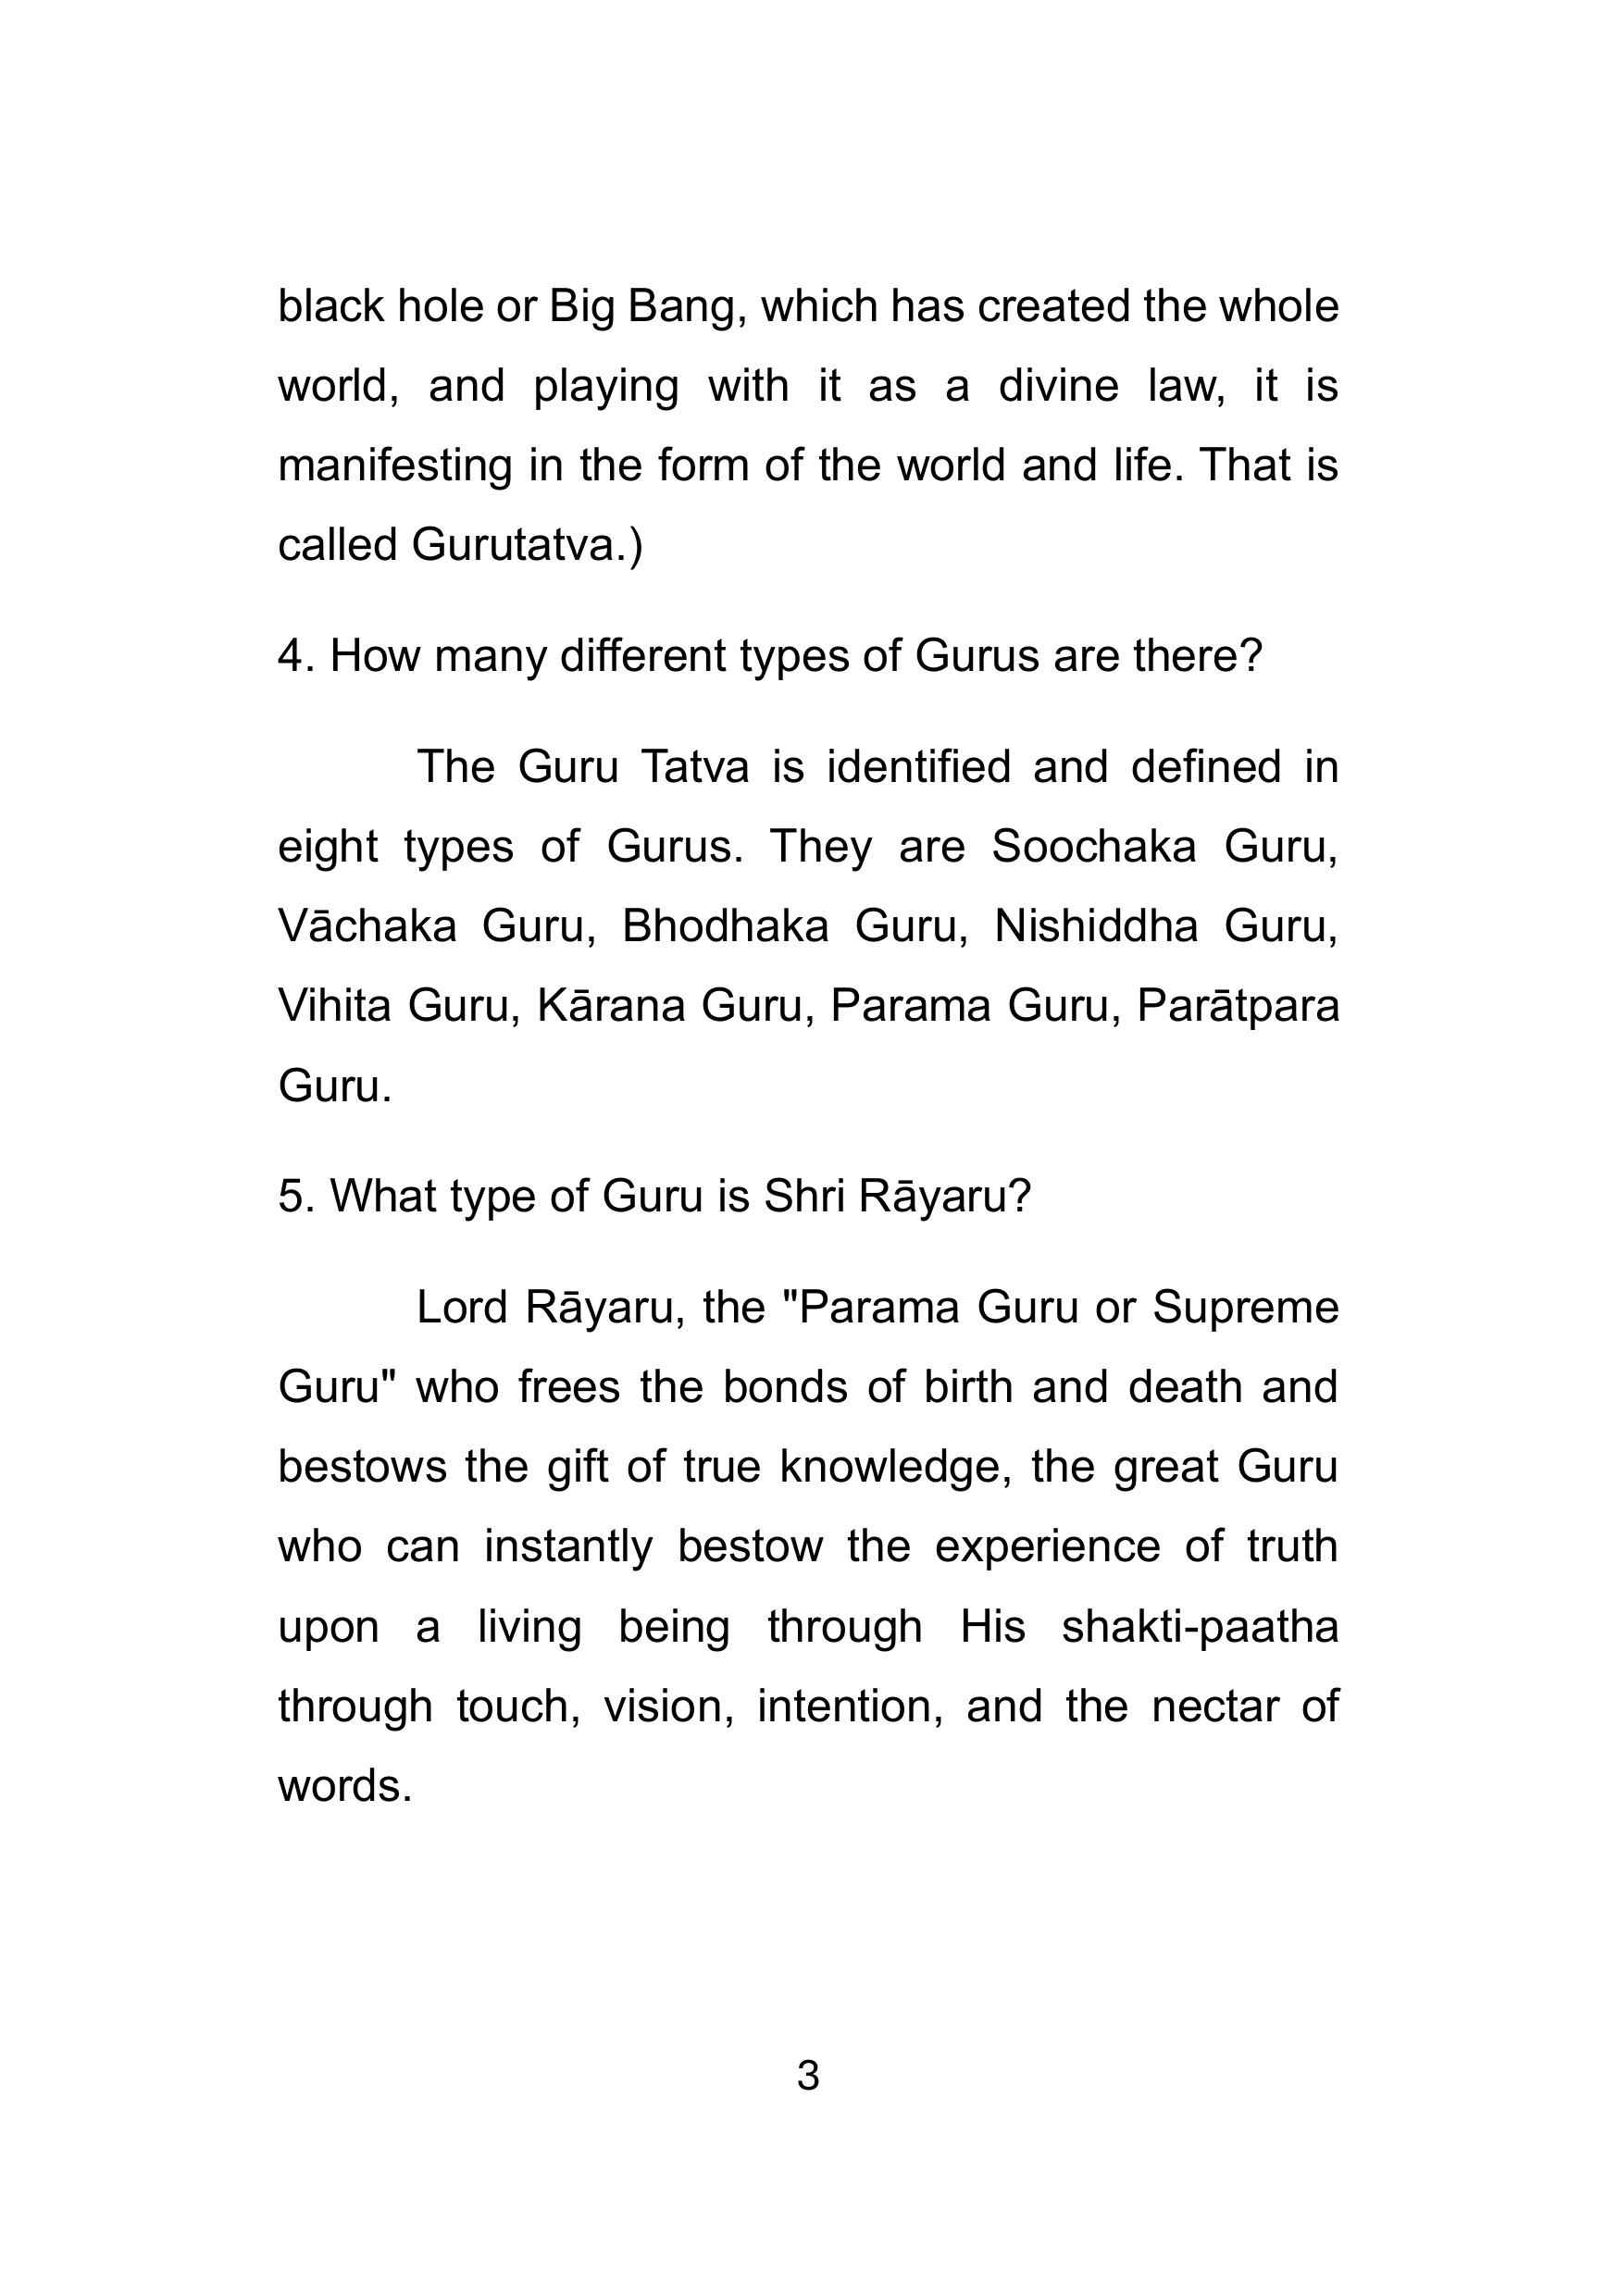 black hole or Big Bang, which has created the whole
world, and playing with it as a divine law, it is
manifesting in the form of the world and life. That is
called Gurutatva.)
4. How many different types of Gurus are there?
The Guru Tatva is identified and defined in
eight types of Gurus. They are Soochaka Guru,
Vāchaka Guru, Bhodhaka Guru, Nishiddha Guru,
Vihita Guru, Kārana Guru, Parama Guru, Parātpara
Guru.
5. What type of Guru is Shri Rāyaru?
Lord Rāyaru, the "Parama Guru or Supreme
Guru" who frees the bonds of birth and death and
bestows the gift of true knowledge, the great Guru
who can instantly bestow the experience of truth
upon a living being through His shakti-paatha
through touch, vision, intention, and the nectar of
words.
3